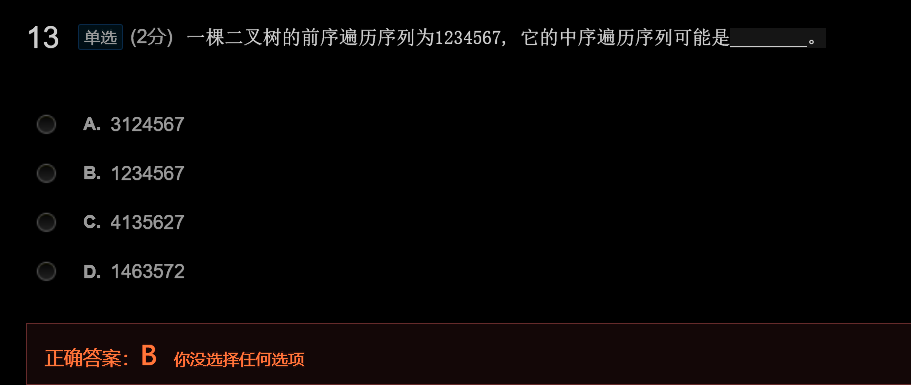 13 单选 (2分) 一棵二叉树的前序遍历序列为1234567, 它的中序遍历序列可能是________。
A. 3124567
B. 1234567
C. 4135627
D. 1463572
正确答案：B 你没选择任何选项